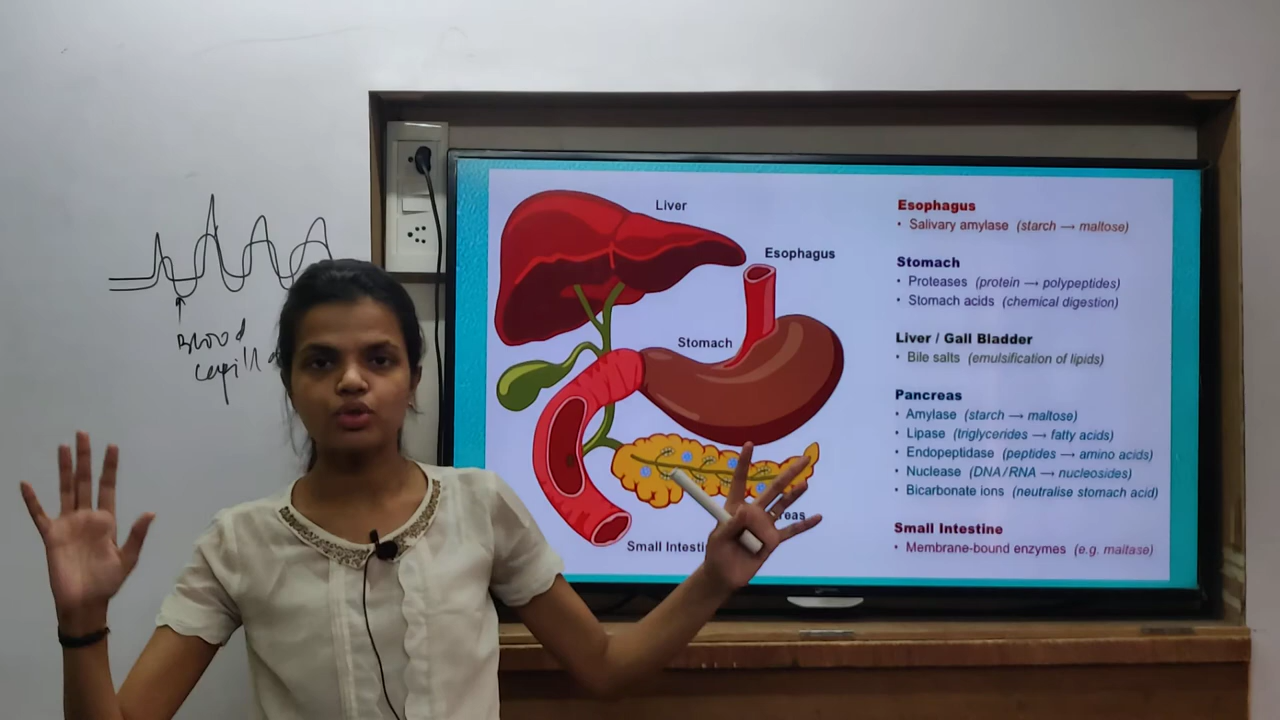 Blood
Liver
Esophagus
Stomach
Small Intesti
reas
Esophagus
• Salivary amylase (starch → maltose)
Stomach
• Proteases (protein → polypeptides)
• Stomach acids (chemical digestion)
Liver / Gall Bladder
• Bile salts (emulsification of lipids)
Pancreas
• Amylase (starch → maltose)
• Lipase (triglycerides → fatty acids)
• Endopeptidase (peptides → amino acids)
• Nuclease (DNA/RNA → nucleosides)
• Bicarbonate ions (neutralise stomach acid)
Small Intestine
• Membrane-bound enzymes (e.g. maltase)